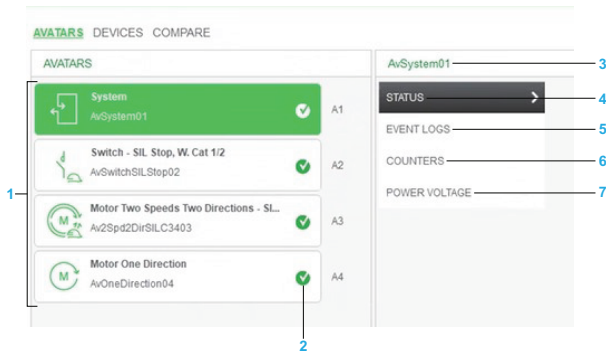 AVATARS DEVICES COMPARE
AVATARS
AvSystem01
3
System
AvSystem01
A1
STATUS
4
EVENT LOGS
5
Switch - SIL Stop, W. Cat 1/2
AvSwitchSILStop02
A2
COUNTERS
6
POWER VOLTAGE
7
1
Motor Two Speeds Two Directions - SI...
Av2Spd2DirSILC3403
A3
M
Motor One Direction
AvOneDirection04
A4
M
2